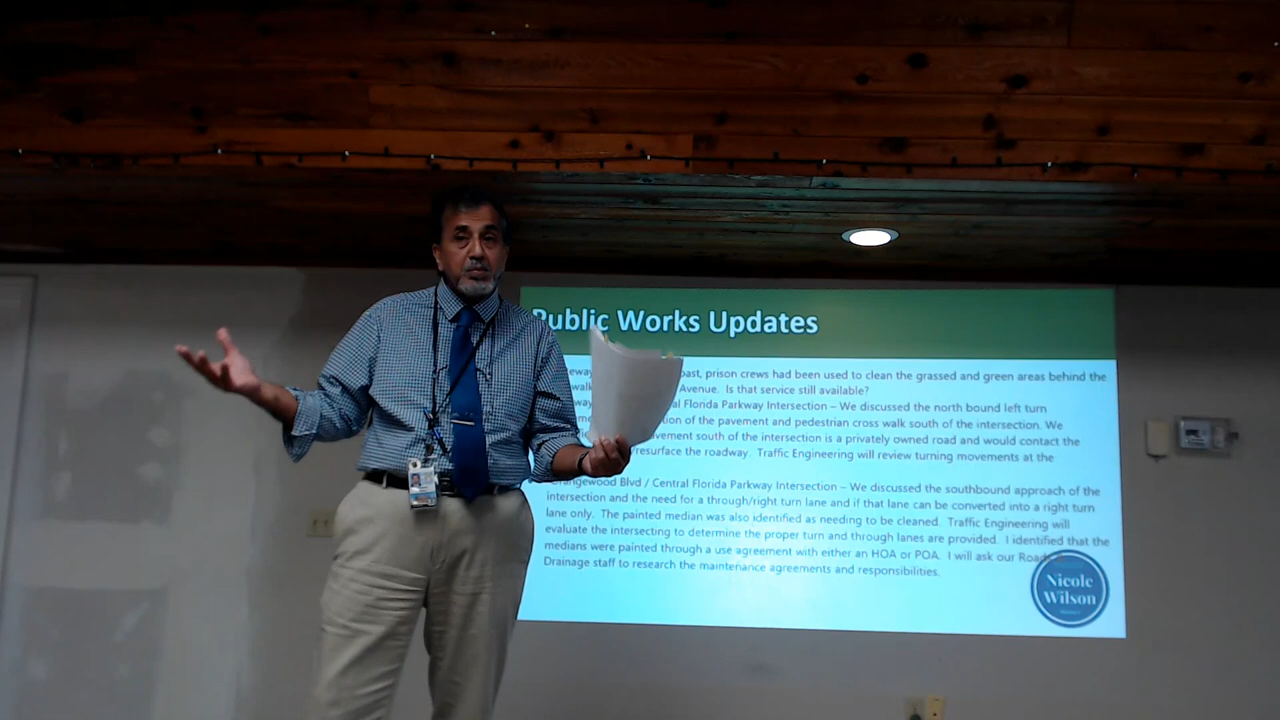 Public Works Updates
past, prison crews had been used to clean the grassed and green areas behind the
Avenue. Is that service still available?
Florida Parkway Intersection – We discussed the north bound left turn
of the pavement and pedestrian cross walk south of the intersection. We
south of the intersection is a privately owned road and would contact the
resurface the roadway. Traffic Engineering will review turning movements at the
Orangewood Blvd / Central Florida Parkway Intersection – We discussed the southbound approach of the
intersection and the need for a through/right turn lane and if that lane can be converted into a right turn
lane only. The painted median was also identified as needing to be cleaned. Traffic Engineering will
evaluate the intersecting to determine the proper turn and through lanes are provided. I identified that the
medians were painted through a use agreement with either an HOA or POA. I will ask our Roads
Drainage staff to research the maintenance agreements and responsibilities.
Nicole
Wilson